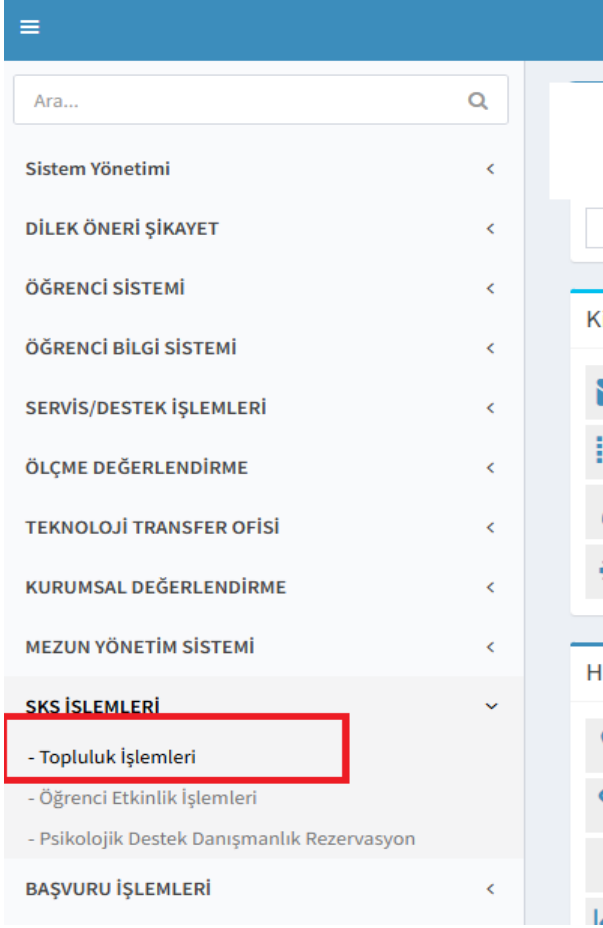 Ara...
Sistem Yönetimi
DİLEK ÖNERİ ŞİKAYET
ÖĞRENCİ SİSTEMİ
ÖĞRENCİ BİLGİ SİSTEMİ
SERVİS/DESTEK İŞLEMLERİ
ÖLÇME DEĞERLENDİRME
TEKNOLOJİ TRANSFER OFİSİ
KURUMSAL DEĞERLENDİRME
MEZUN YÖNETİM SİSTEMİ
SKS İŞLEMLERİ
- Topluluk İşlemleri
- Öğrenci Etkinlik İşlemleri
- Psikolojik Destek Danışmanlık Rezervasyon
BAŞVURU İŞLEMLERİ
K
H